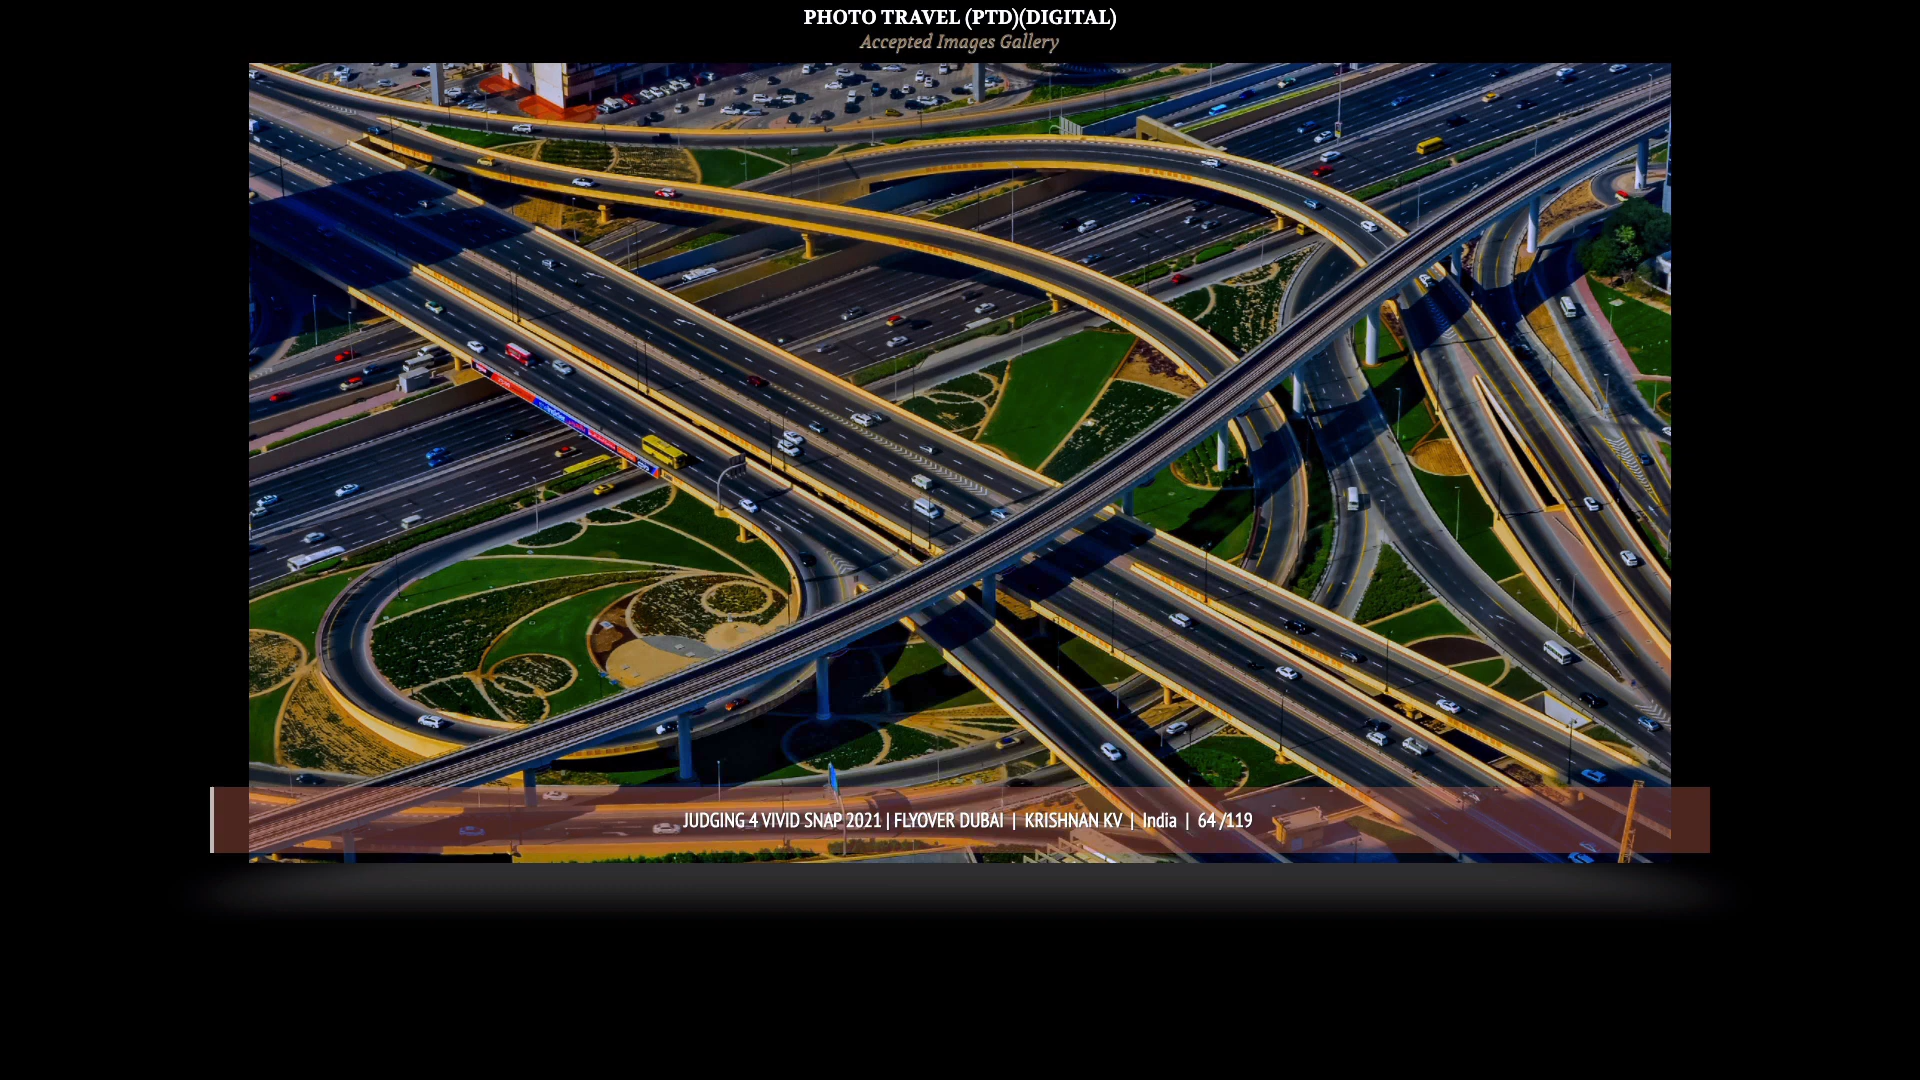 PHOTO TRAVEL (PTD)(DIGITAL)
Accepted Images Gallery
JUDGING 4 VIVID SNAP 2021 | FLYOVER DUBAI | KRISHNAN KV | India | 64 /119